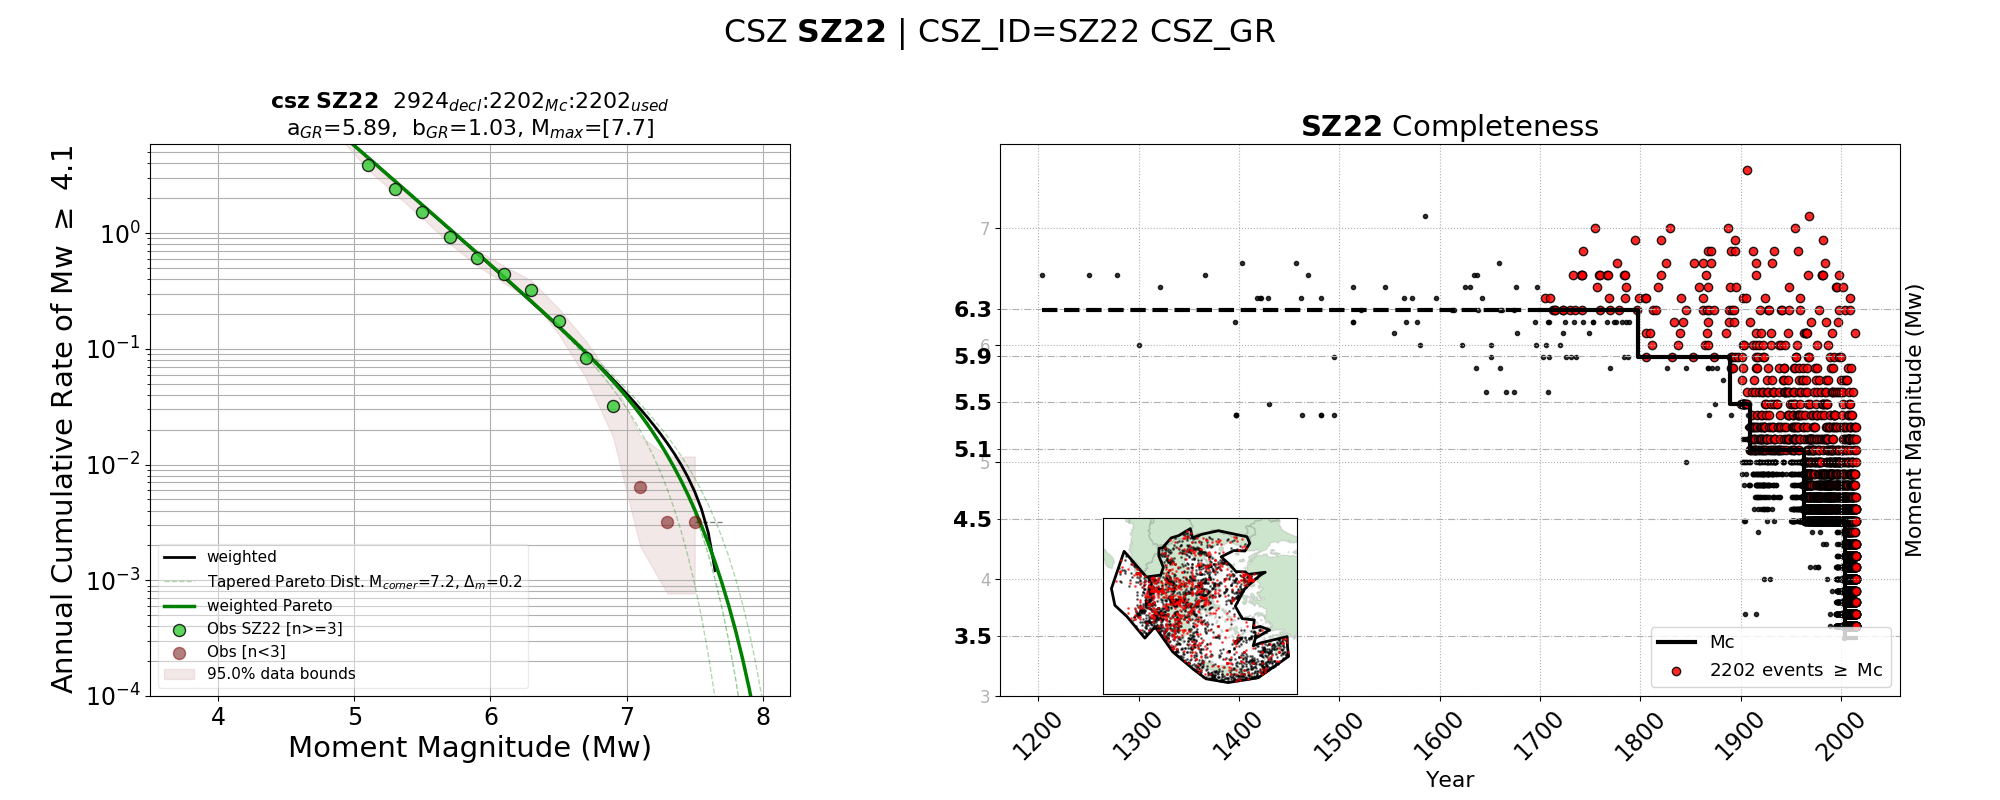 CSZ SZ22 | CSZ_ID=SZ22 CSZ_GR
csz SZ22 2924decl:2202Mc:2202used
aGR=5.89, bGR=1.03, Mmax=[7.7]
Annual Cumulative Rate of Mw ≥ 4.1
10^0
10^-1
10^-2
10^-3
10^-4
weighted
Tapered Pareto Dist. Mcorner=7.2, Δm=0.2
weighted Pareto
Obs SZ22 [n>=3]
Obs [n<3]
95.0% data bounds
4 5 6 7 8
Moment Magnitude (Mw)
SZ22 Completeness
7
6.3
6
5.9
5.5
5.1
5
4.5
4
3.5
3
Mc
2202 events ≥ Mc
1200 1300 1400 1500 1600 1700 1800 1900 2000
Year
Moment Magnitude (Mw)